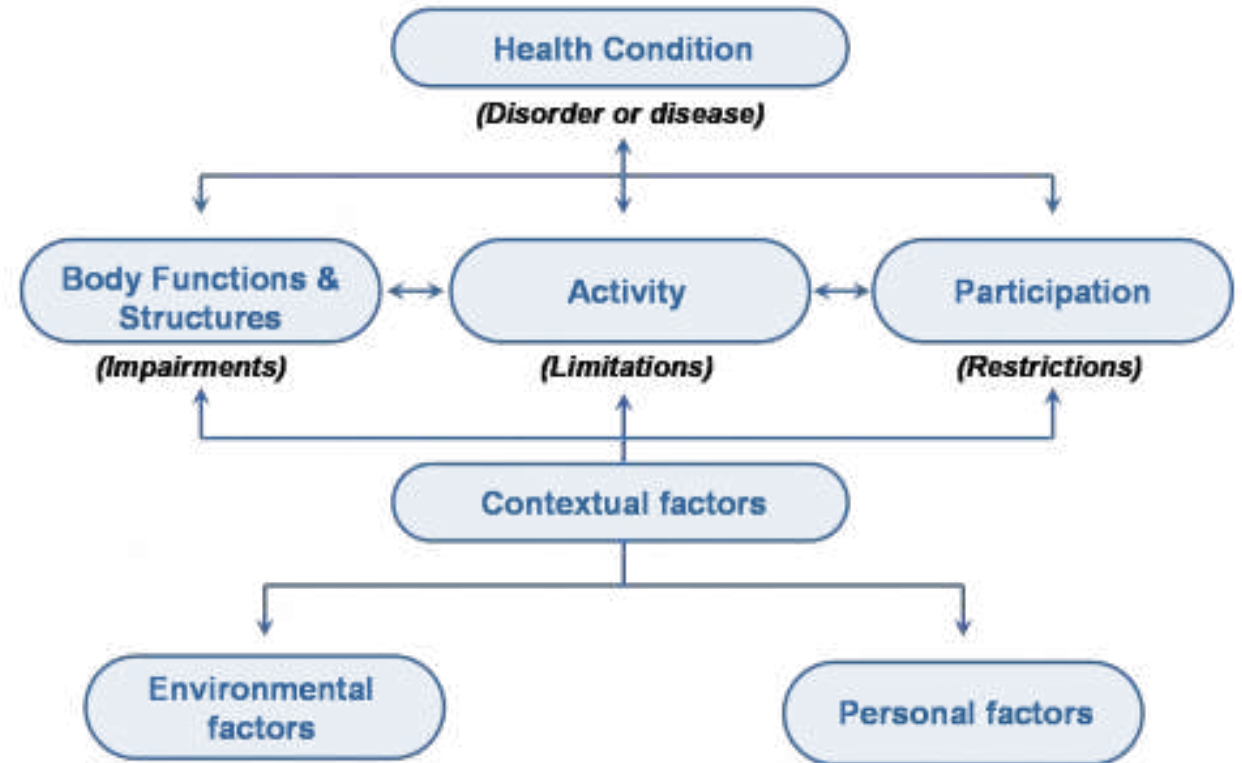 Health Condition
(Disorder or disease)
Body Functions &
Structures
(Impairments)
Activity
(Limitations)
Participation
(Restrictions)
Contextual factors
Environmental
factors
Personal factors